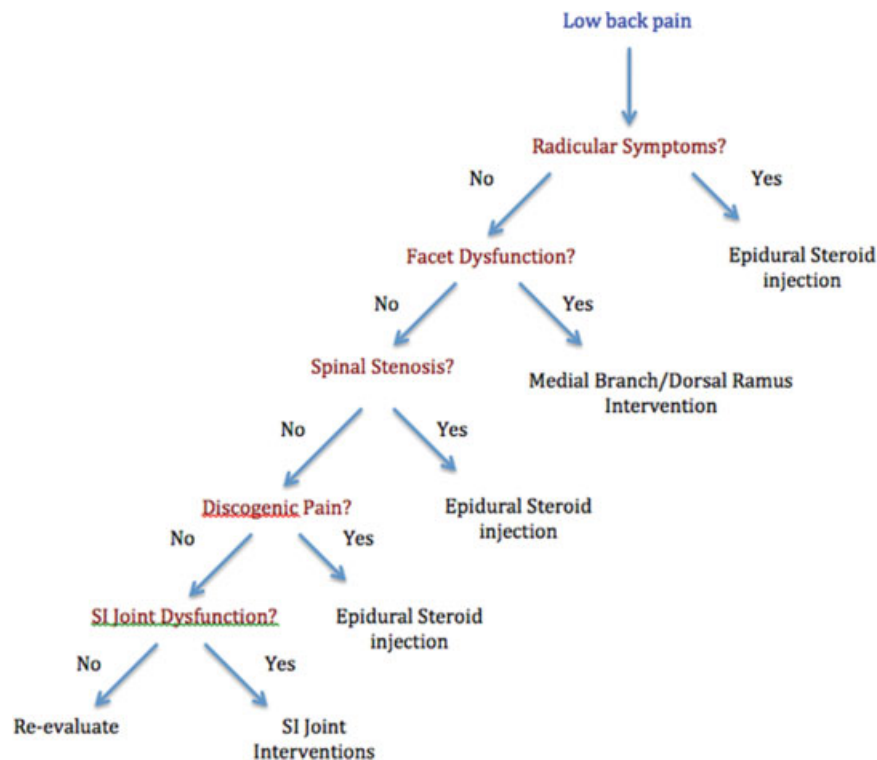 Low back pain
Radicular Symptoms?
No
Yes
Facet Dysfunction?
Epidural Steroid
injection
No
Yes
Spinal Stenosis?
Medial Branch/Dorsal Ramus
Intervention
No
Yes
Discogenic Pain?
Epidural Steroid
injection
No
Yes
SI Joint Dysfunction?
Epidural Steroid
injection
No
Yes
Re-evaluate
SI Joint
Interventions